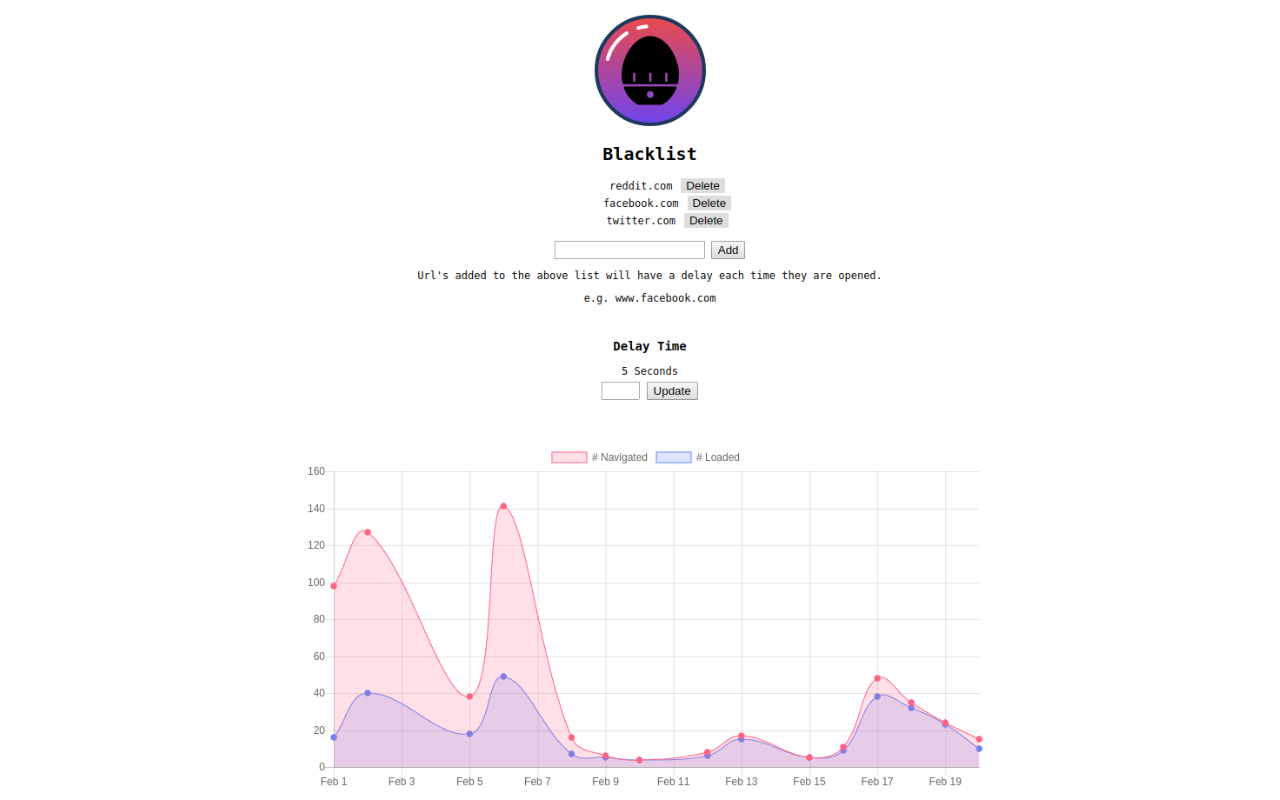 Blacklist
reddit.com Delete
facebook.com Delete
twitter.com Delete
Add
Url's added to the above list will have a delay each time they are opened.
e.g. www.facebook.com
Delay Time
5 Seconds
Update
# Navigated # Loaded
160
140
120
100
80
60
40
20
0
Feb 1 Feb 3 Feb 5 Feb 7 Feb 9 Feb 11 Feb 13 Feb 15 Feb 17 Feb 19